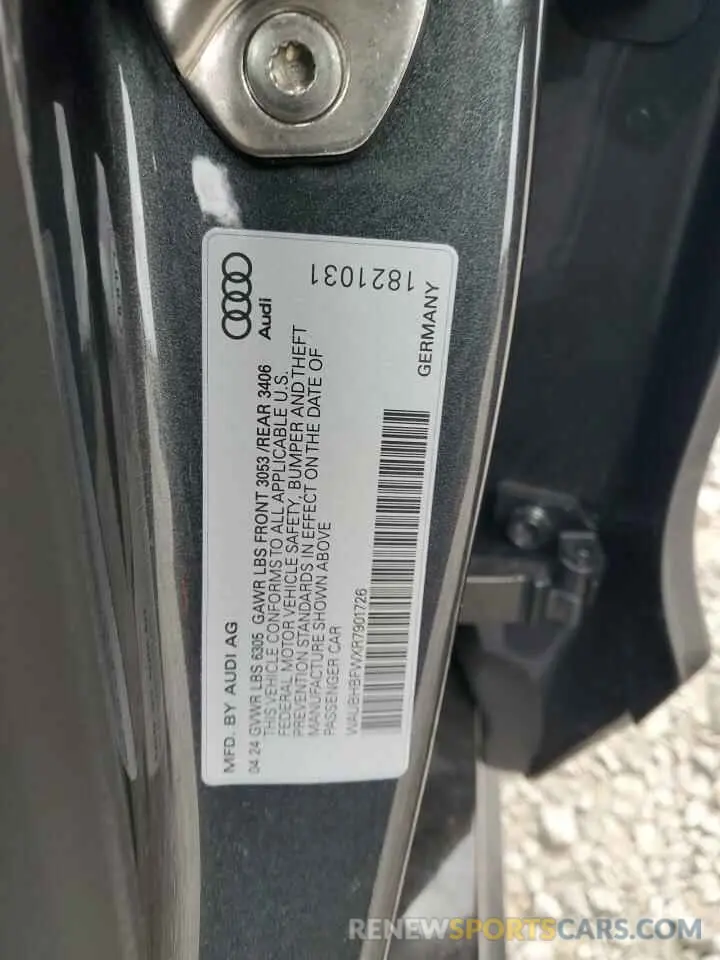 Audi
1821031
MFD. BY AUDI AG
GERMANY
04 24 GVWR LBS 6305 GAWR LBS FRONT 3053 /REAR 3406
THIS VEHICLE CONFORMS TO ALL APPLICABLE U.S.
FEDERAL MOTOR VEHICLE SAFETY, BUMPER AND THEFT
PREVENTION STANDARDS IN EFFECT ON THE DATE OF
MANUFACTURE SHOWN ABOVE
PASSENGER CAR
WAUBHBFWXR7901726
RENEWSPORTSCARS.COM